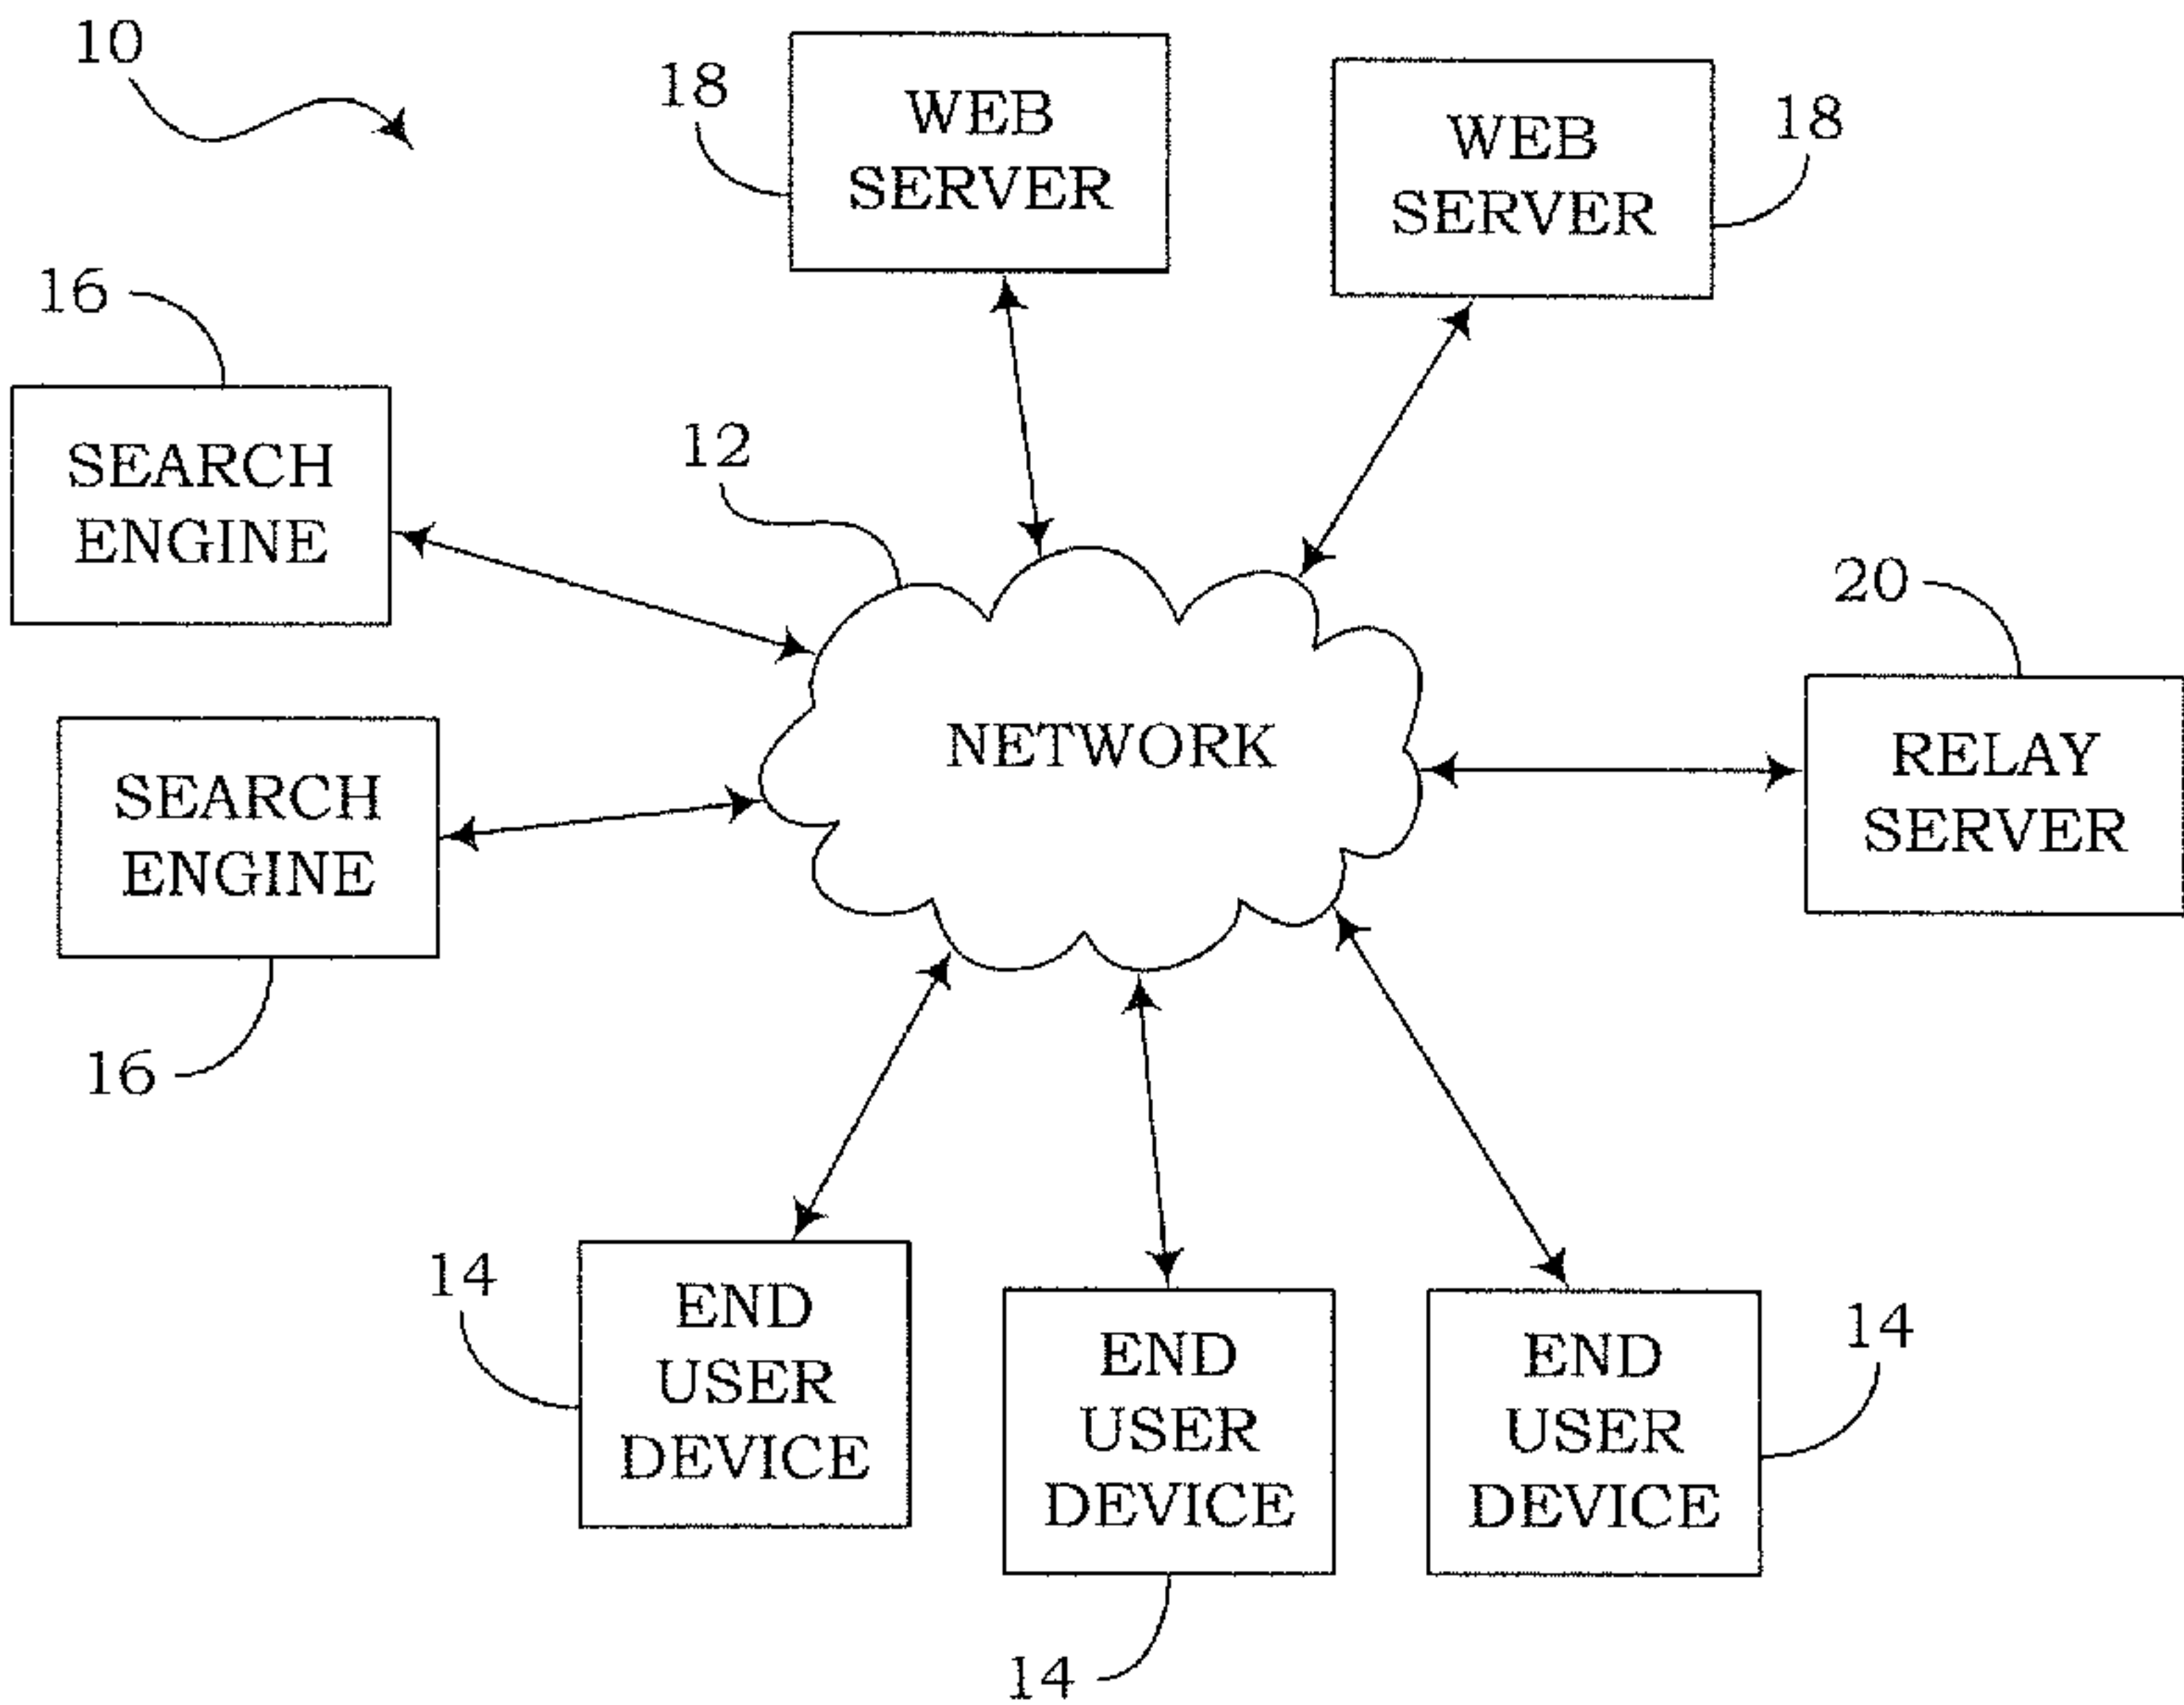 10
18
WEB
SERVER
WEB
SERVER
18
16
SEARCH
ENGINE
12
20
SEARCH
ENGINE
16
NETWORK
RELAY
SERVER
14
END
USER
DEVICE
END
USER
DEVICE
14
END
USER
DEVICE
14